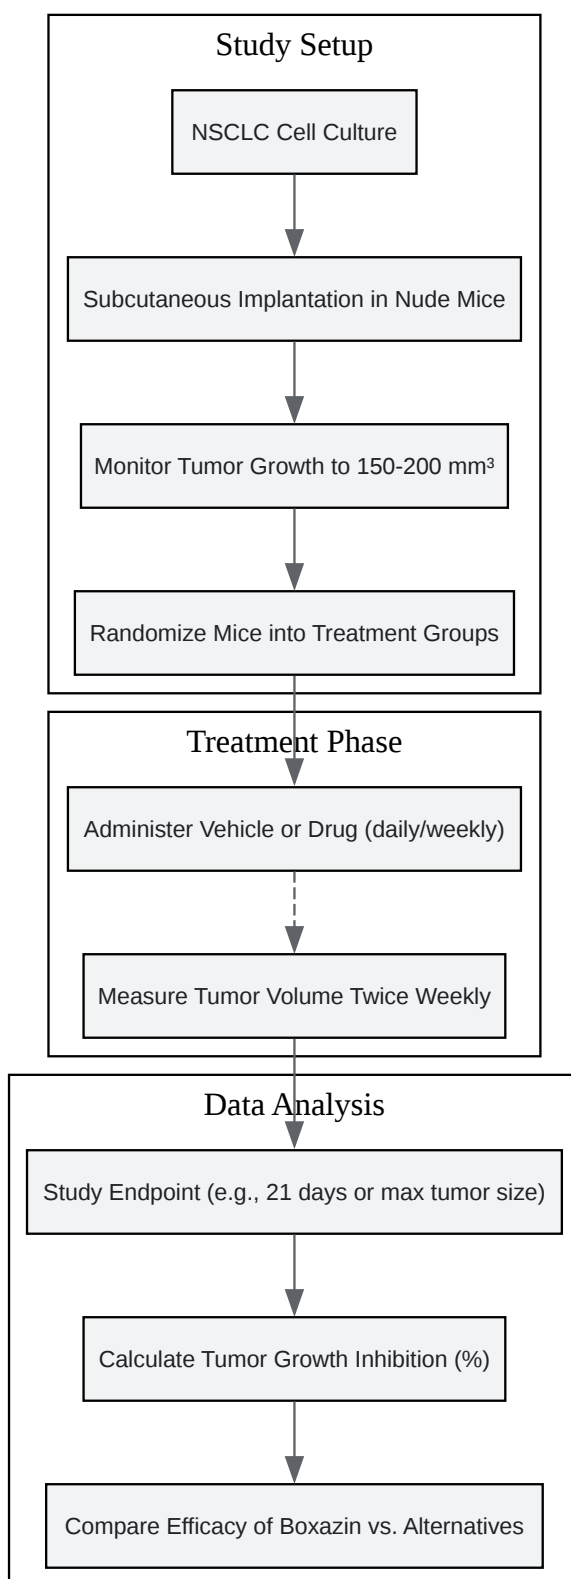 Study Setup
NSCLC Cell Culture
Subcutaneous Implantation in Nude Mice
Monitor Tumor Growth to 150-200 mm³
Randomize Mice into Treatment Groups
Treatment Phase
Administer Vehicle or Drug (daily/weekly)
Measure Tumor Volume Twice Weekly
Data Analysis
Study Endpoint (e.g., 21 days or max tumor size)
Calculate Tumor Growth Inhibition (%)
Compare Efficacy of Boxazin vs. Alternatives